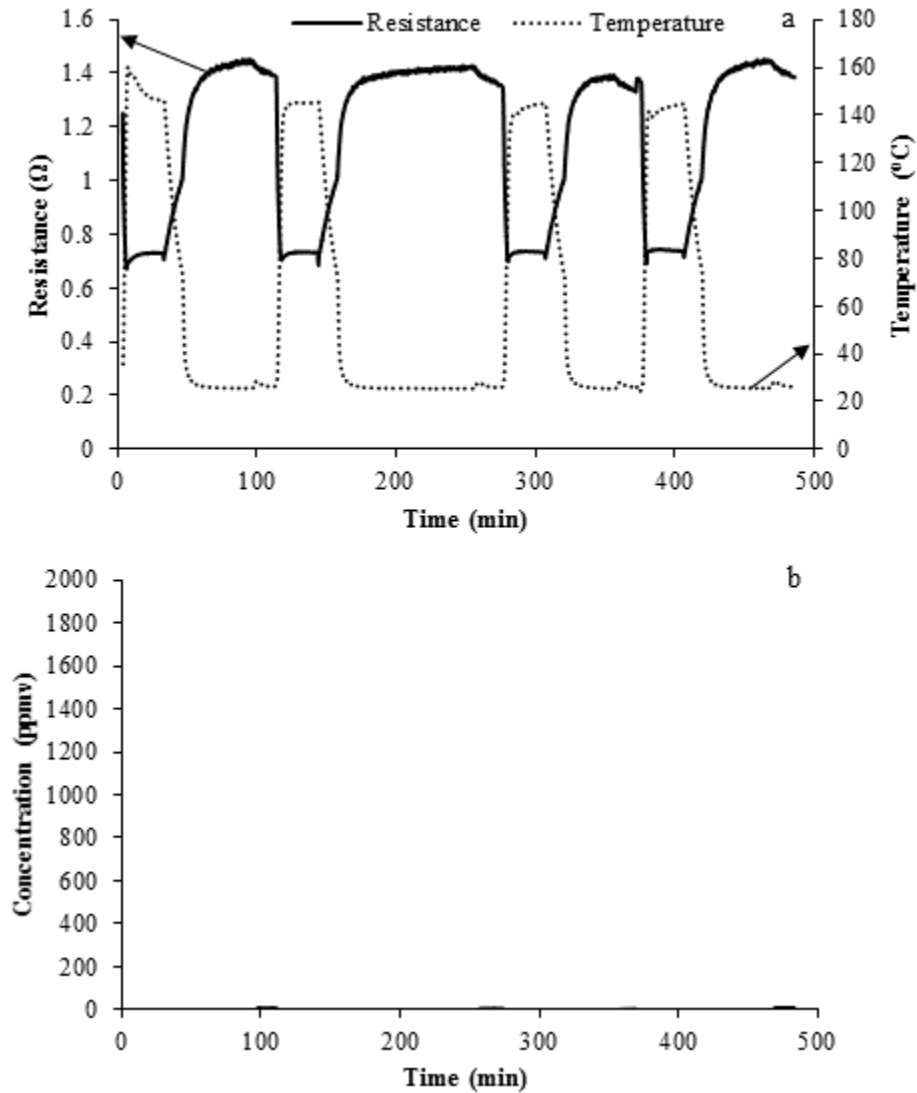 Resistance Temperature a
1.6 180
1.4 160
1.2 140
1 120
0.8 100
0.6 80
0.4 60
0.2 40
0 20
0
Resistance (Ω)
Temperature (ºC)
0 100 200 300 400 500
Time (min)
b
2000
1800
1600
1400
1200
1000
800
600
400
200
0
Concentration (ppmv)
0 100 200 300 400 500
Time (min)